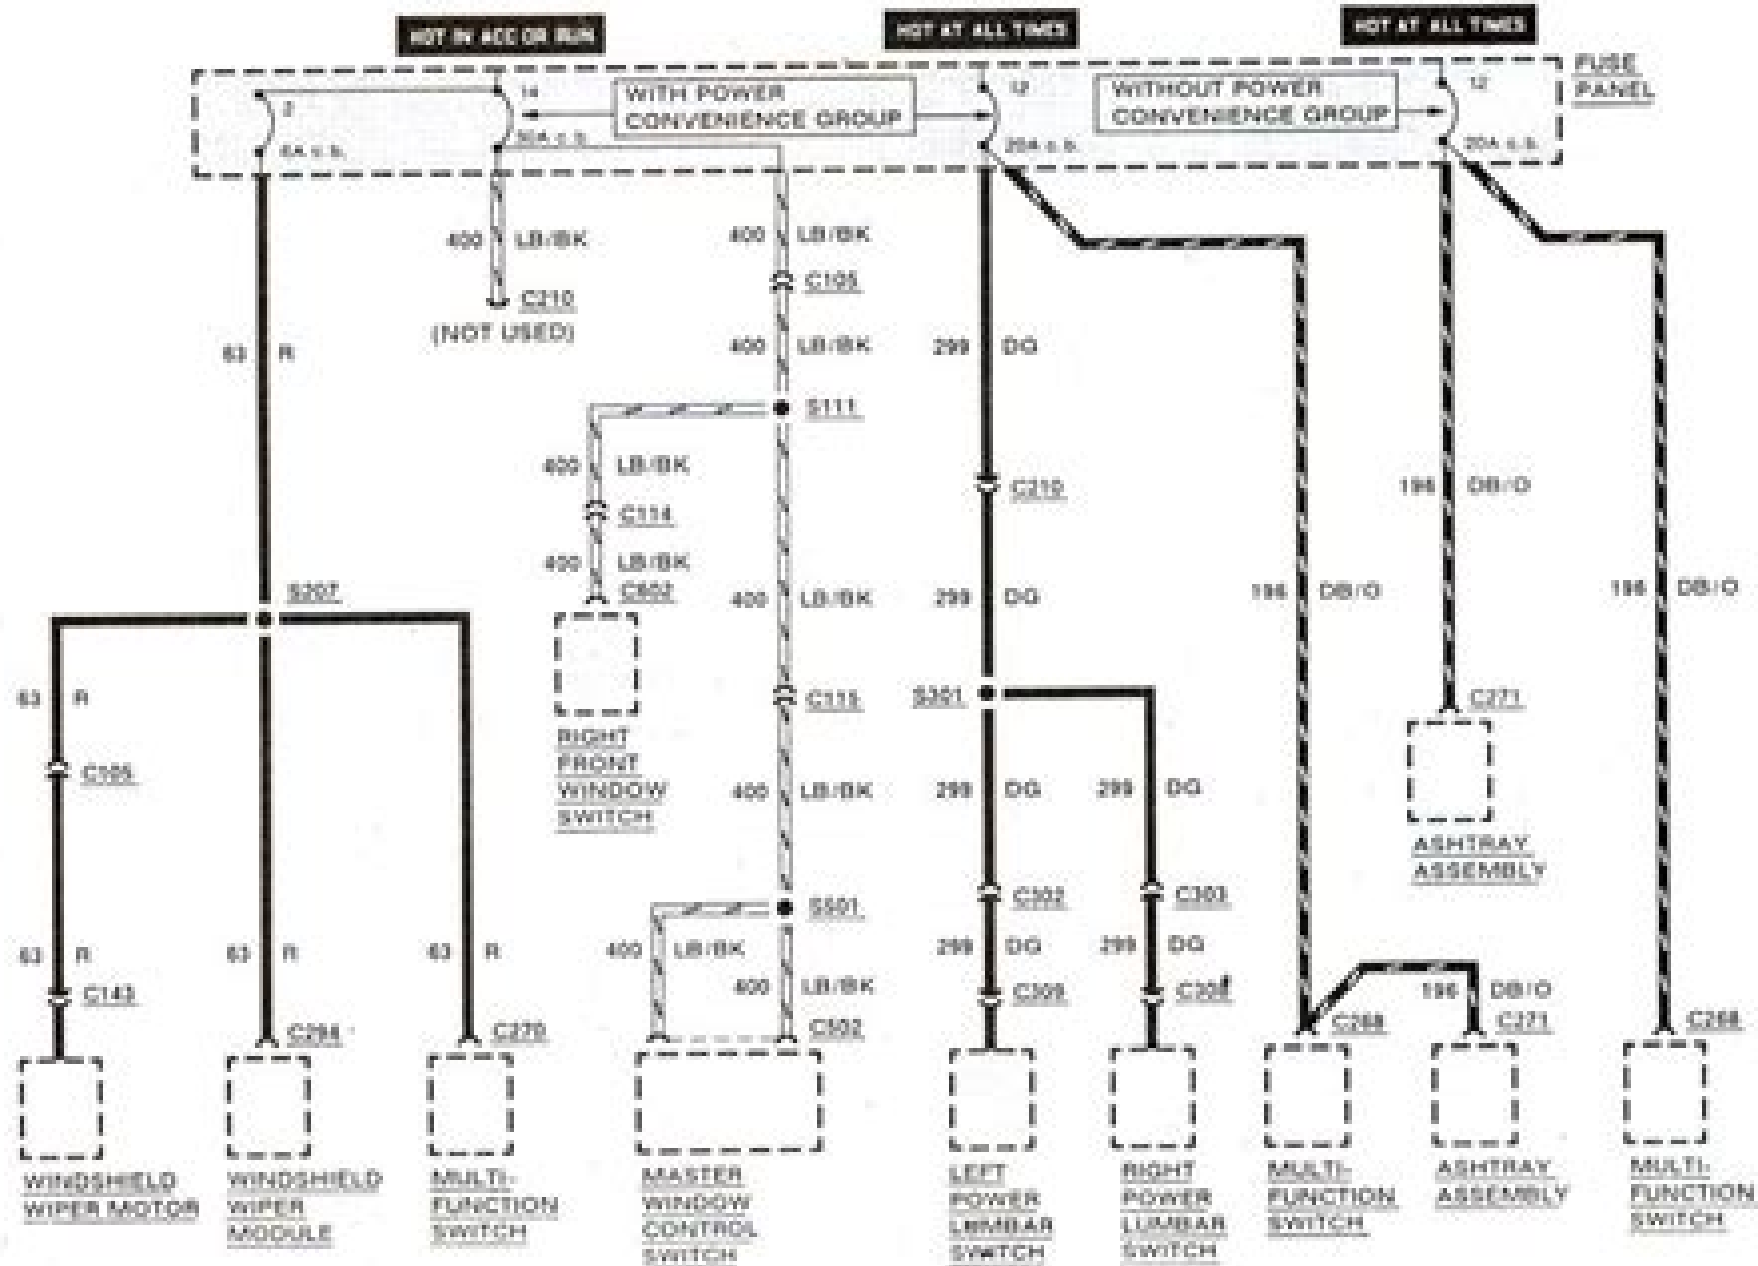 HOT IN ACC OR RUN
HOT AT ALL TIMES
HOT AT ALL TIMES
FUSE
PANEL
2
6A c.b.
14
30A c.b.
WITH POWER
CONVENIENCE GROUP
12
20A c.b.
WITHOUT POWER
CONVENIENCE GROUP
12
20A c.b.
400 LB/BK
C210
(NOT USED)
400 LB/BK
C105
63 R
400 LB/BK
299 DG
S111
400 LB/BK
C114
400 LB/BK
C602
C210
196 DB/O
S207
400 LB/BK
299 DG
196 DB/O
196 DB/O
63 R
C105
RIGHT
FRONT
WINDOW
SWITCH
C115
400 LB/BK
S301
299 DG
299 DG
C271
ASHTRAY
ASSEMBLY
S501
C302
C303
63 R
63 R
63 R
400 LB/BK
400 LB/BK
299 DG
299 DG
C143
C309
196 DB/O
C294
C270
C502
C268
C271
C268
WINDSHIELD
WIPER MOTOR
WINDSHIELD
WIPER
MODULE
MULTI-
FUNCTION
SWITCH
MASTER
WINDOW
CONTROL
SWITCH
LEFT
POWER
LUMBAR
SWITCH
RIGHT
POWER
LUMBAR
SWITCH
MULTI-
FUNCTION
SWITCH
ASHTRAY
ASSEMBLY
MULTI-
FUNCTION
SWITCH